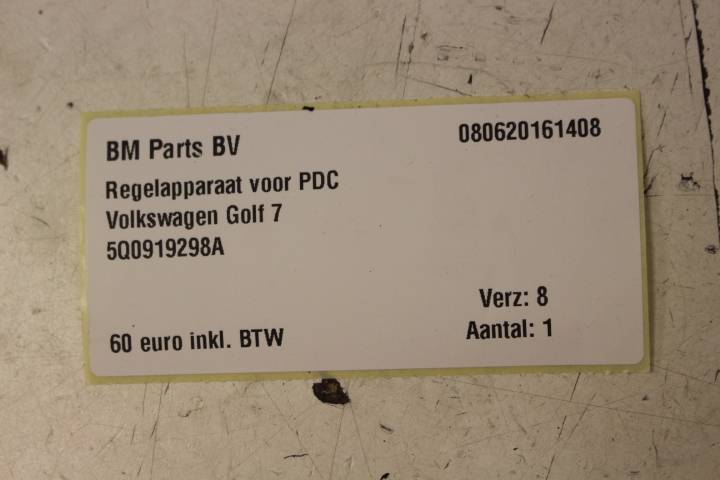 BM Parts BV
080620161408
Regelapparaat voor PDC
Volkswagen Golf 7
5Q0919298A
Verz: 8
60 euro inkl. BTW
Aantal: 1